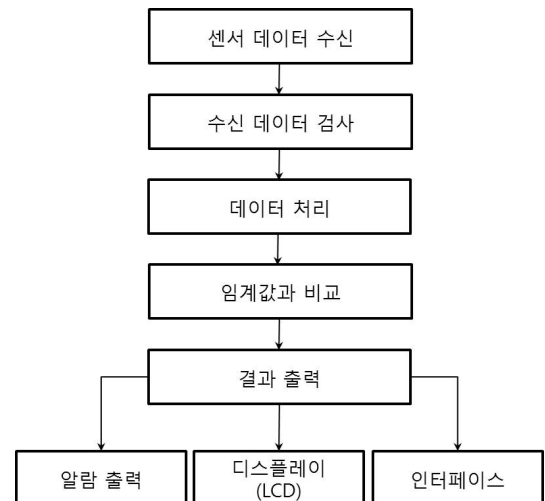 센서 데이터 수신
수신 데이터 검사
데이터 처리
임계값과 비교
결과 출력
알람 출력
디스플레이
(LCD)
인터페이스